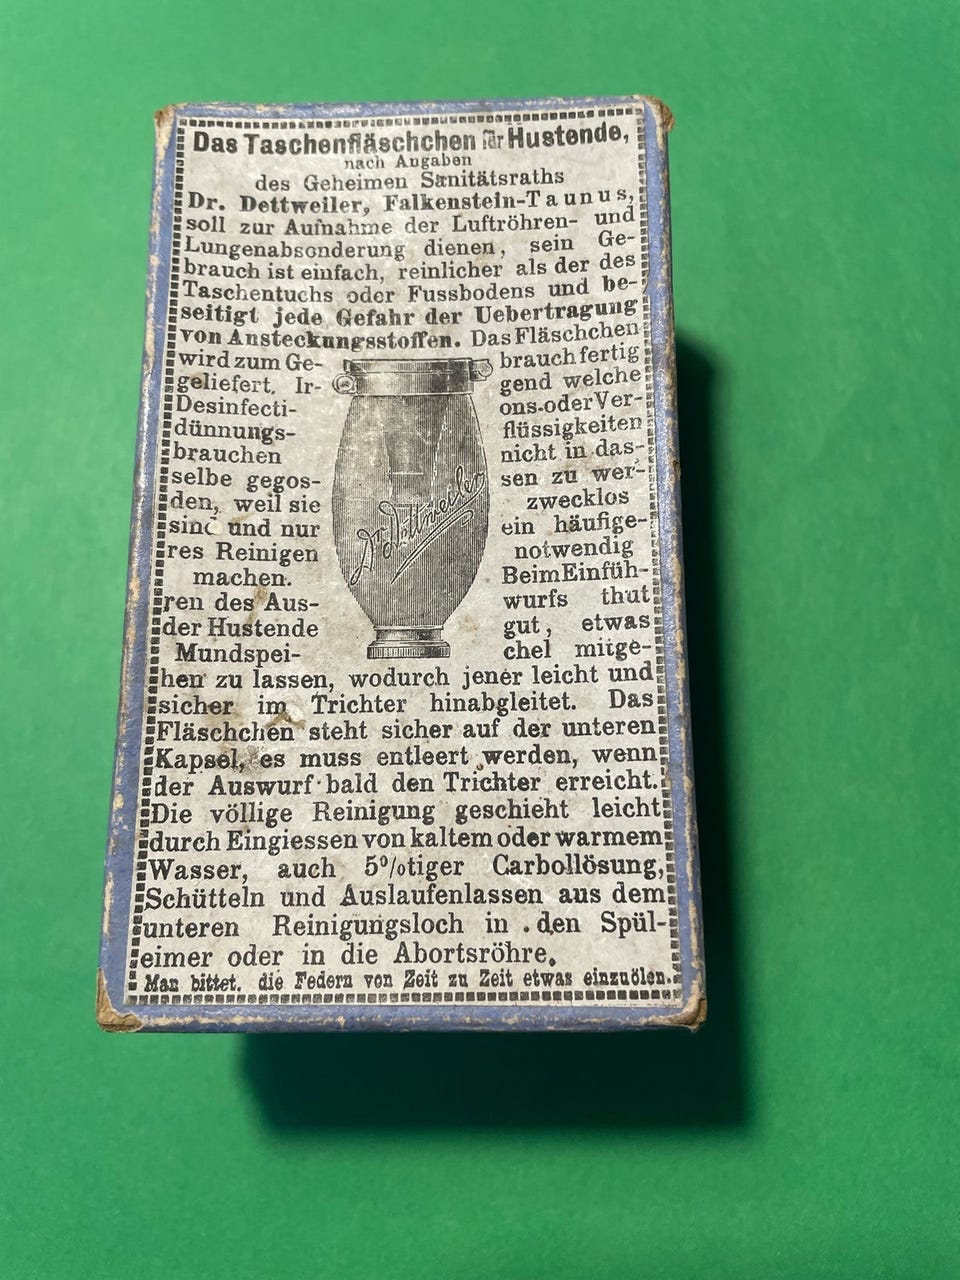 Das Taschenfläschchen für Hustende,
nach Angaben
des Geheimen Sanitätsraths
Dr. Dettweiler, Falkenstein-Taunus,
soll zur Aufnahme der Luftröhren- und
Lungenabsonderung dienen, sein Ge-
brauch ist einfach, reinlicher als der des
Taschentuchs oder Fussbodens und be-
seitigt jede Gefahr der Uebertragung
von Ansteckungsstoffen. Das Fläschchen
wird zum Ge- brauch fertig
geliefert. Ir- gend welche
Desinfecti- ons- oder Ver-
dünnungs- flüssigkeiten
brauchen nicht in das-
selbe gegos- sen zu wer-
den, weil sie zwecklos
sind und nur ein häufige-
res Reinigen notwendig
machen. Beim Einfüh-
ren des Aus- wurfs thut
der Hustende gut, etwas
Mundspei- chel mitge-
hen zu lassen, wodurch jener leicht und
sicher im Trichter hinabgleitet. Das
Fläschchen steht sicher auf der unteren
Kapsel, es muss entleert werden, wenn
der Auswurf bald den Trichter erreicht.
Die völlige Reinigung geschieht leicht
durch Eingiessen von kaltem oder warmem
Wasser, auch 5%tiger Carbollösung,
Schütteln und Auslaufenlassen aus dem
unteren Reinigungsloch in den Spül-
eimer oder in die Abortsröhre.
Man bittet, die Federn von Zeit zu Zeit etwas einzuölen.
Dr. Dettweiler